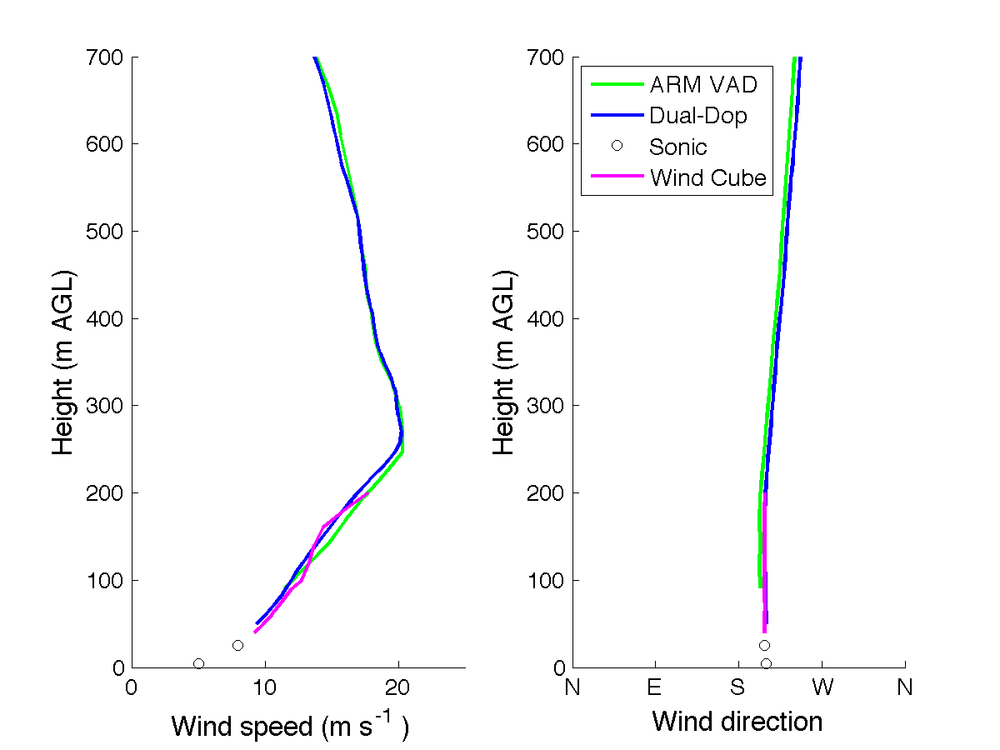 700
600
500
400
300
200
100
0
Height (m AGL)
0
10
20
Wind speed (m s-1 )
700
600
500
400
300
200
100
0
Height (m AGL)
N
E
S
W
N
Wind direction
ARM VAD
Dual-Dop
Sonic
Wind Cube